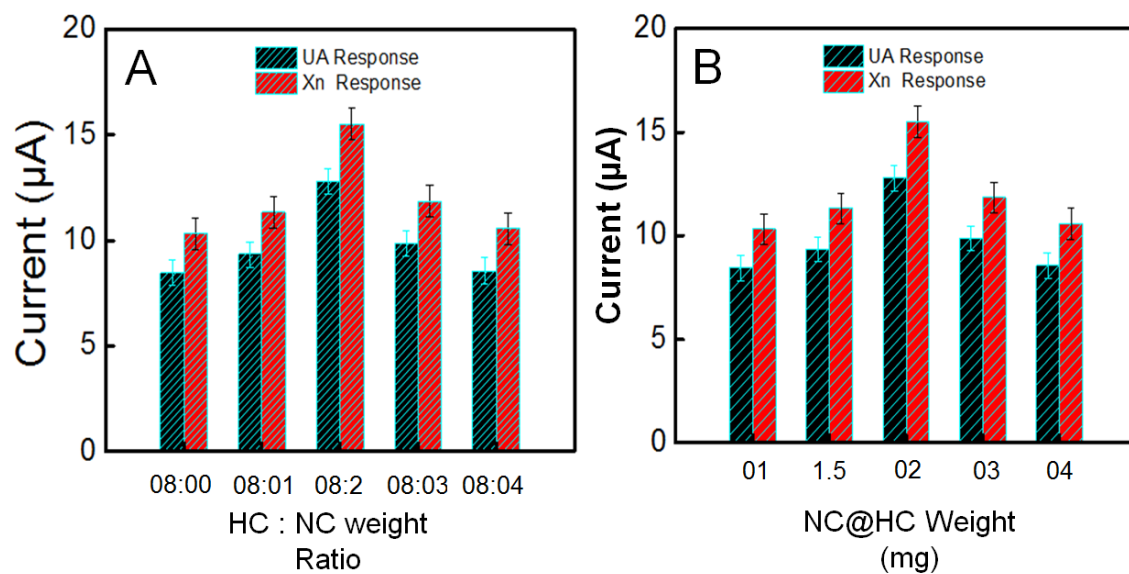 A
UA Response
Xn Response
Current (µA)
20
15
10
5
0
08:00 08:01 08:2 08:03 08:04
HC : NC weight
Ratio
B
UA Response
Xn Response
Current (µA)
20
15
10
5
0
01 1.5 02 03 04
NC@HC Weight
(mg)